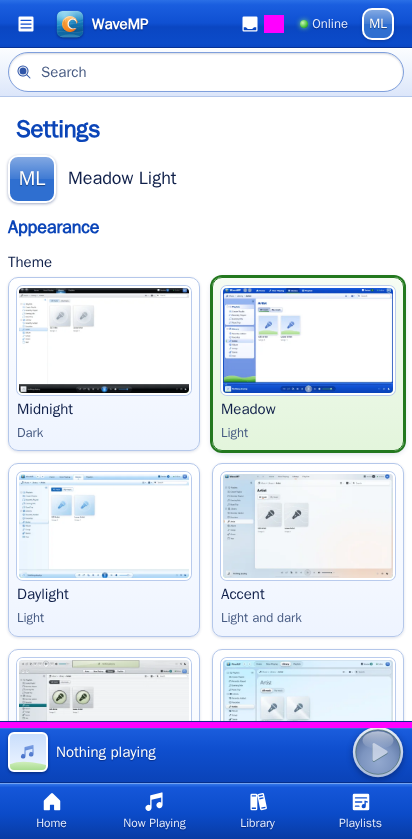 WaveMP
Online
ML
Search
Settings
ML
Meadow Light
Appearance
Theme
Midnight
Dark
Meadow
Light
Daylight
Light
Accent
Light and dark
Nothing playing
Home
Now Playing
Library
Playlists